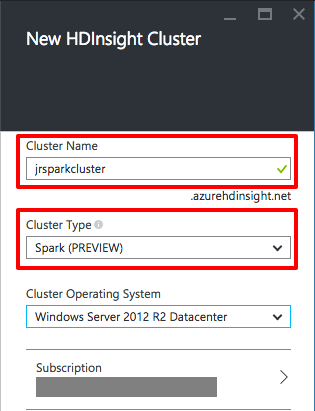 New HDInsight Cluster
Cluster Name
jrsparkcluster
.azurehdinsight.net
Cluster Type
Spark (PREVIEW)
Cluster Operating System
Windows Server 2012 R2 Datacenter
Subscription